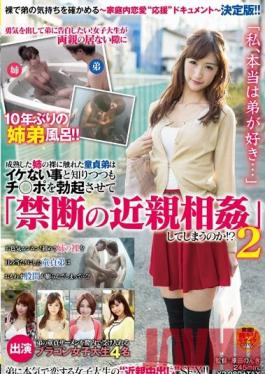 裸で弟の気持ちを確かめる～家庭内恋愛“応援”ドキュメント～決定版!!
勇気を出して弟に告白したい女子大生が
両親の居ない隙に
姉
弟
10年ぶりの
姉弟風呂!!
「私、本当は弟が好き…」
成熟した姉の裸に触れた童貞弟は
イケない事と知りつつも
チ○ポを勃起させて
「禁断の近親相姦」
してしまうのか!?
2
出演
ブラコン女子大生4名
弟に本気で恋する女子大生の“近親中出し”SEX!!
245min